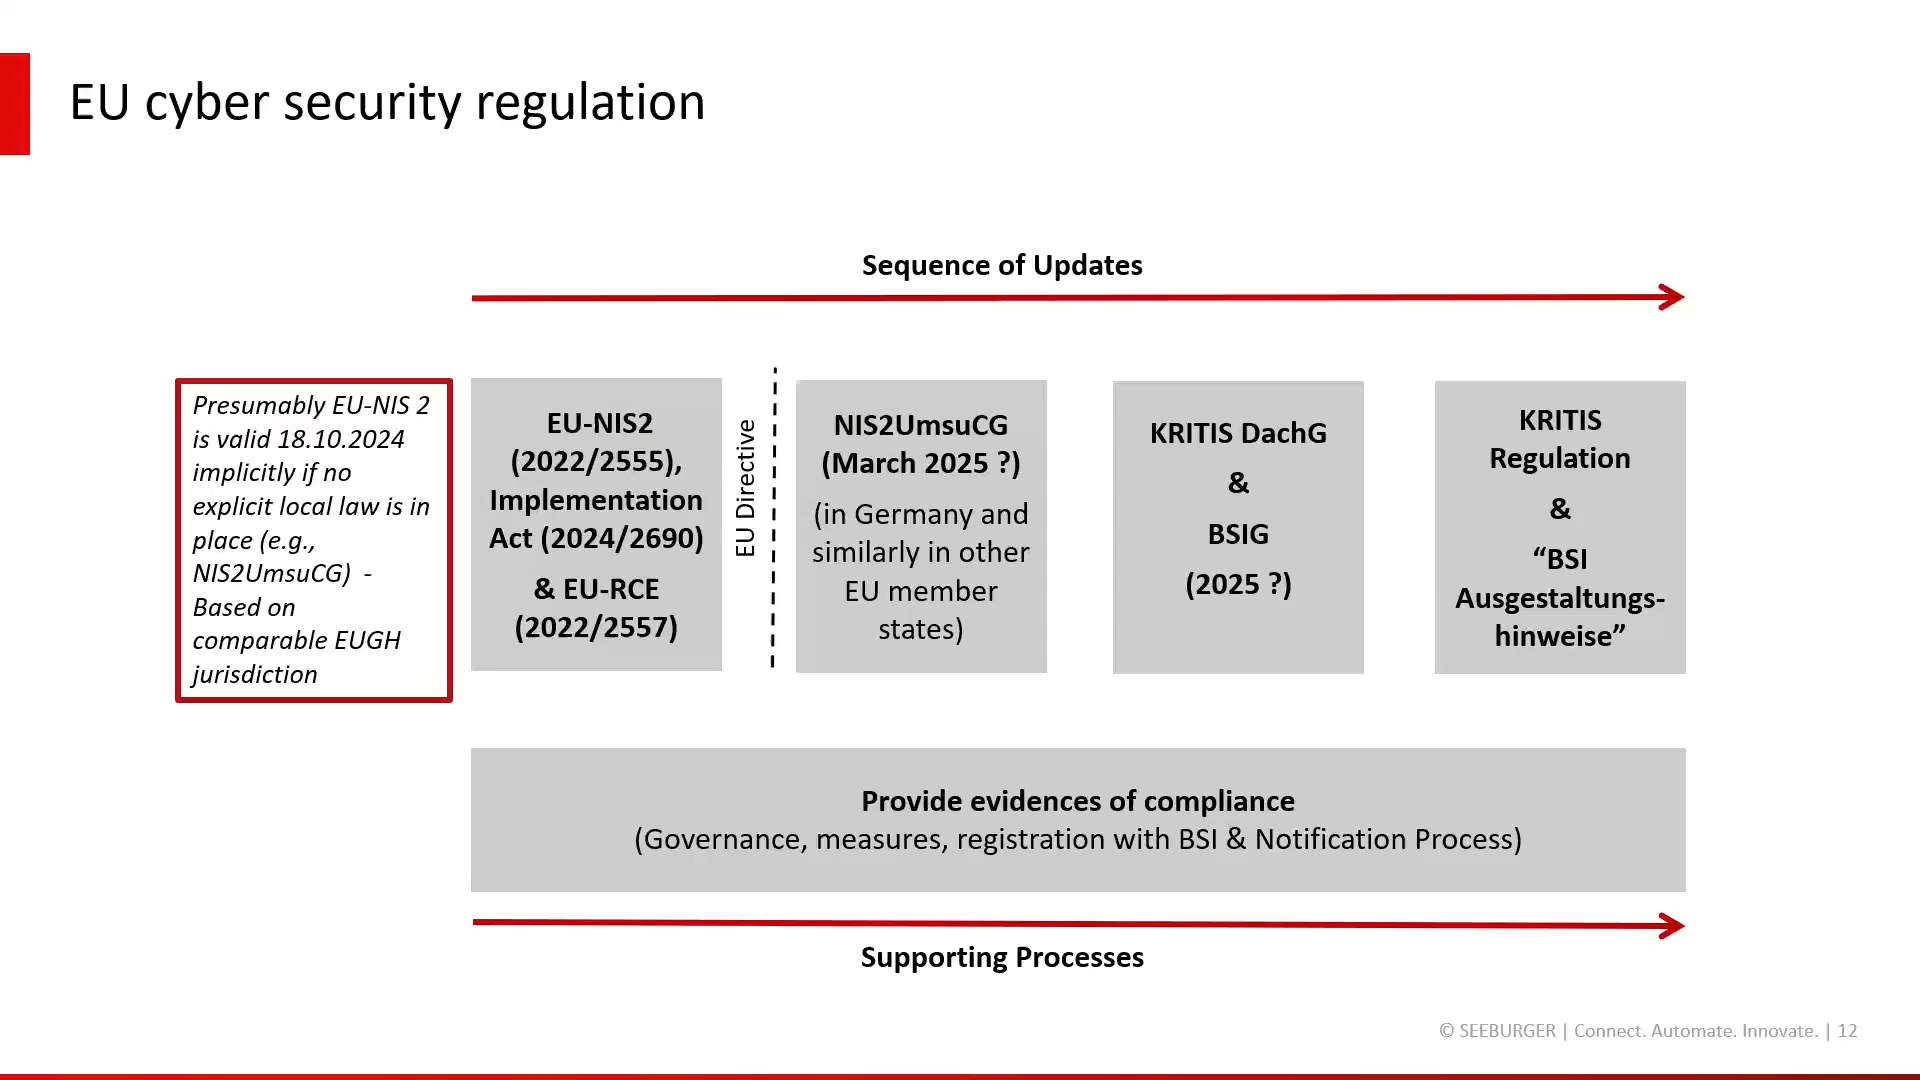 EU cyber security regulation
Sequence of Updates
Presumably EU-NIS 2
is valid 18.10.2024
implicitly if no
explicit local law is in
place (e.g.,
NIS2UmsuCG)  -
Based on
comparable EUGH
jurisdiction
EU-NIS2
(2022/2555),
Implementation
Act (2024/2690)
& EU-RCE
(2022/2557)
EU Directive
NIS2UmsuCG
(March 2025 ?)
(in Germany and
similarly in other
EU member
states)
KRITIS DachG
&
BSIG
(2025 ?)
KRITIS
Regulation
&
“BSI
Ausgestaltungs-
hinweise”
Provide evidences of compliance
(Governance, measures, registration with BSI & Notification Process)
Supporting Processes
© SEEBURGER | Connect. Automate. Innovate. | 12